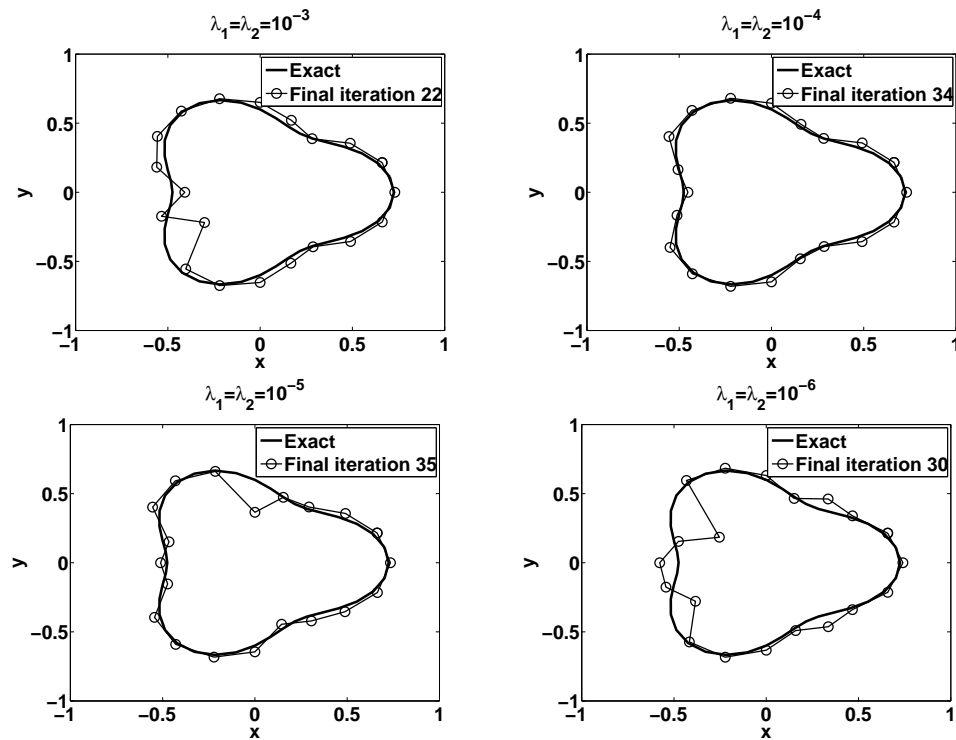 λ₁=λ₂=10⁻³
1
0.5
0
−0.5
−1
−1
−0.5
0
0.5
1
x
y
Exact
Final iteration 22
λ₁=λ₂=10⁻⁴
1
0.5
0
−0.5
−1
−1
−0.5
0
0.5
1
x
y
Exact
Final iteration 34
λ₁=λ₂=10⁻⁵
1
0.5
0
−0.5
−1
−1
−0.5
0
0.5
1
x
y
Exact
Final iteration 35
λ₁=λ₂=10⁻⁶
1
0.5
0
−0.5
−1
−1
−0.5
0
0.5
1
x
y
Exact
Final iteration 30